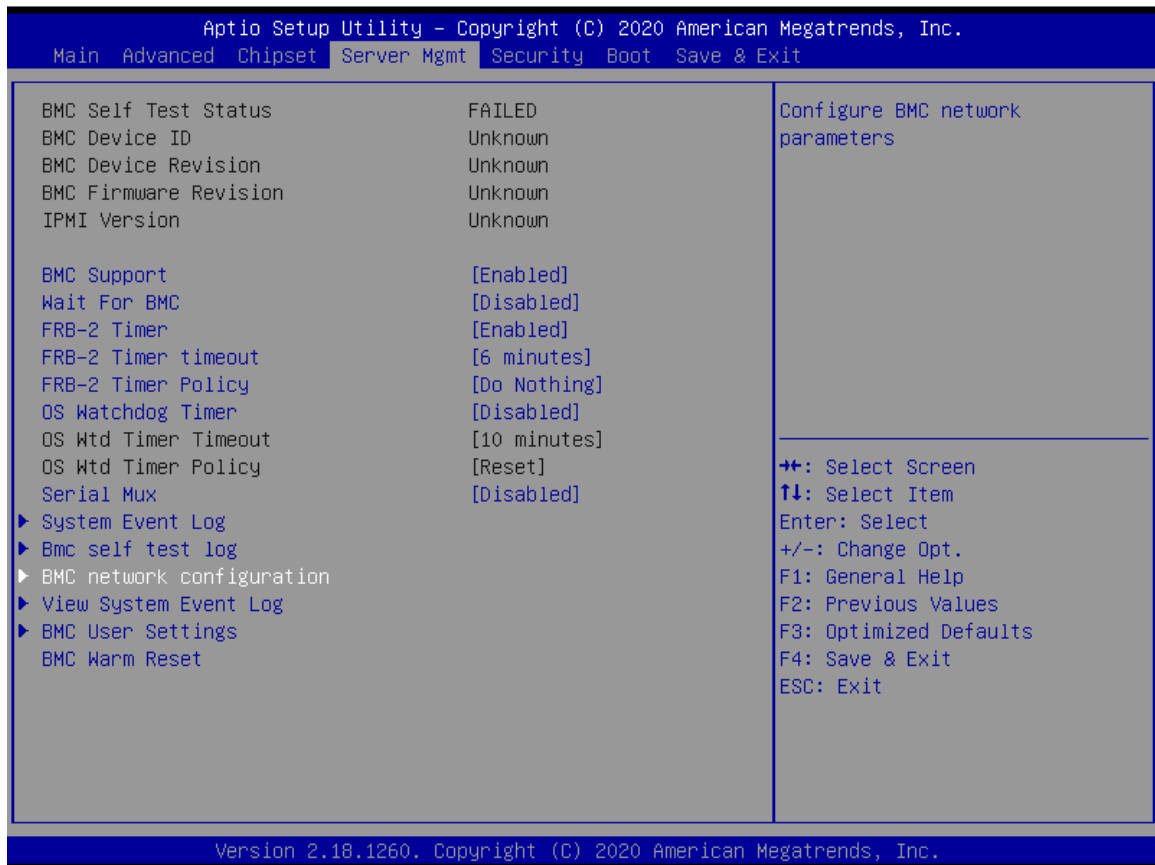 Aptio Setup Utility – Copyright (C) 2020 American Megatrends, Inc.
Main Advanced Chipset Server Mgmt Security Boot Save & Exit
BMC Self Test Status FAILED
BMC Device ID Unknown
BMC Device Revision Unknown
BMC Firmware Revision Unknown
IPMI Version Unknown
BMC Support [Enabled]
Wait For BMC [Disabled]
FRB-2 Timer [Enabled]
FRB-2 Timer timeout [6 minutes]
FRB-2 Timer Policy [Do Nothing]
OS Watchdog Timer [Disabled]
OS Wtd Timer Timeout [10 minutes]
OS Wtd Timer Policy [Reset]
Serial Mux [Disabled]
System Event Log
Bmc self test log
BMC network configuration
View System Event Log
BMC User Settings
BMC Warm Reset
Configure BMC network
parameters
→←: Select Screen
↑↓: Select Item
Enter: Select
+/-: Change Opt.
F1: General Help
F2: Previous Values
F3: Optimized Defaults
F4: Save & Exit
ESC: Exit
Version 2.18.1260. Copyright (C) 2020 American Megatrends, Inc.